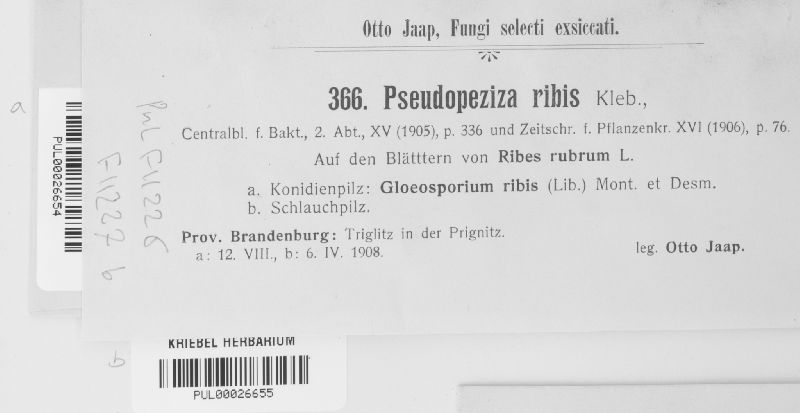 Otto Jaap, Fungi selecti exsiccati.
366. Pseudopeziza ribis Kleb.,
Centralbl. f. Bakt., 2. Abt., XV (1905), p. 336 und Zeitschr. f. Pflanzenkr. XVI (1906), p. 76.
Auf den Blätttern von Ribes rubrum L.
a. Konidienpilz: Gloeosporium ribis (Lib.) Mont. et Desm.
b. Schlauchpilz.
Prov. Brandenburg: Triglitz in der Prignitz.
a: 12. VIII., b: 6. IV. 1908.
leg. Otto Jaap.
a
PUL00026654
PUL F11226
F11227 b
b
KRIEBEL HERBARIUM
PUL00026655